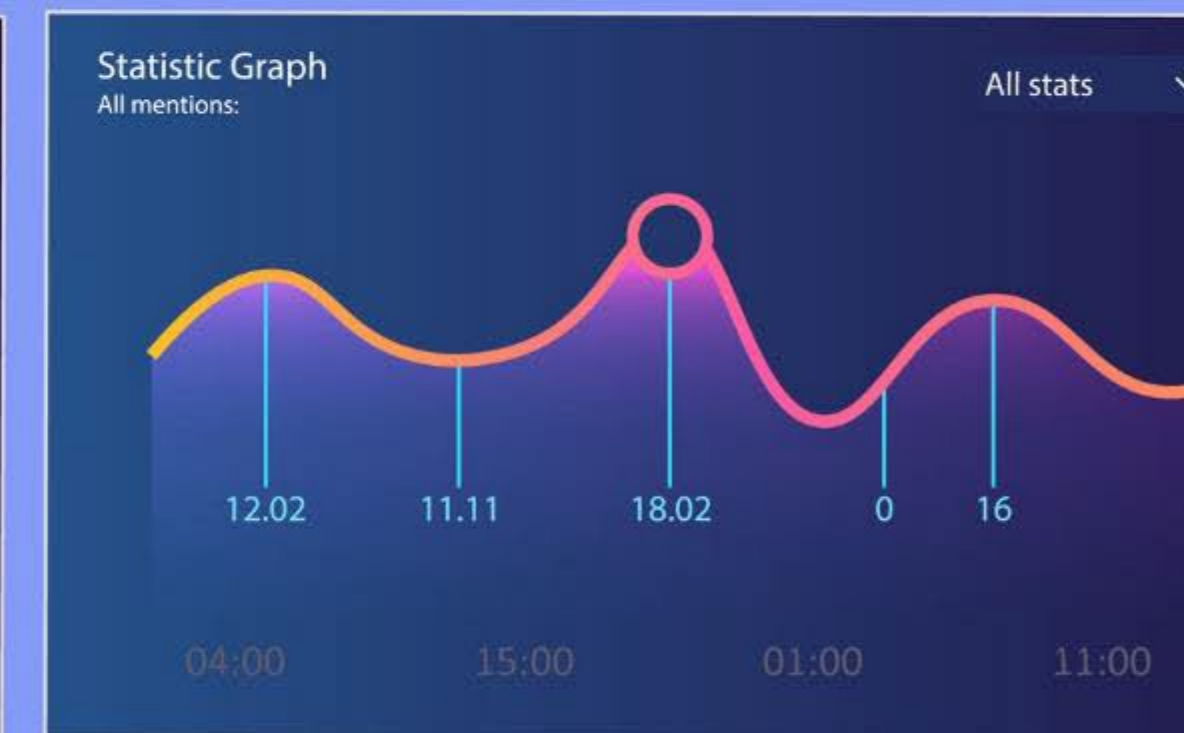 Statistic Graph
All mentions:
All stats
12.02 11.11 18.02 0 16
04:00 15:00 01:00 11:00